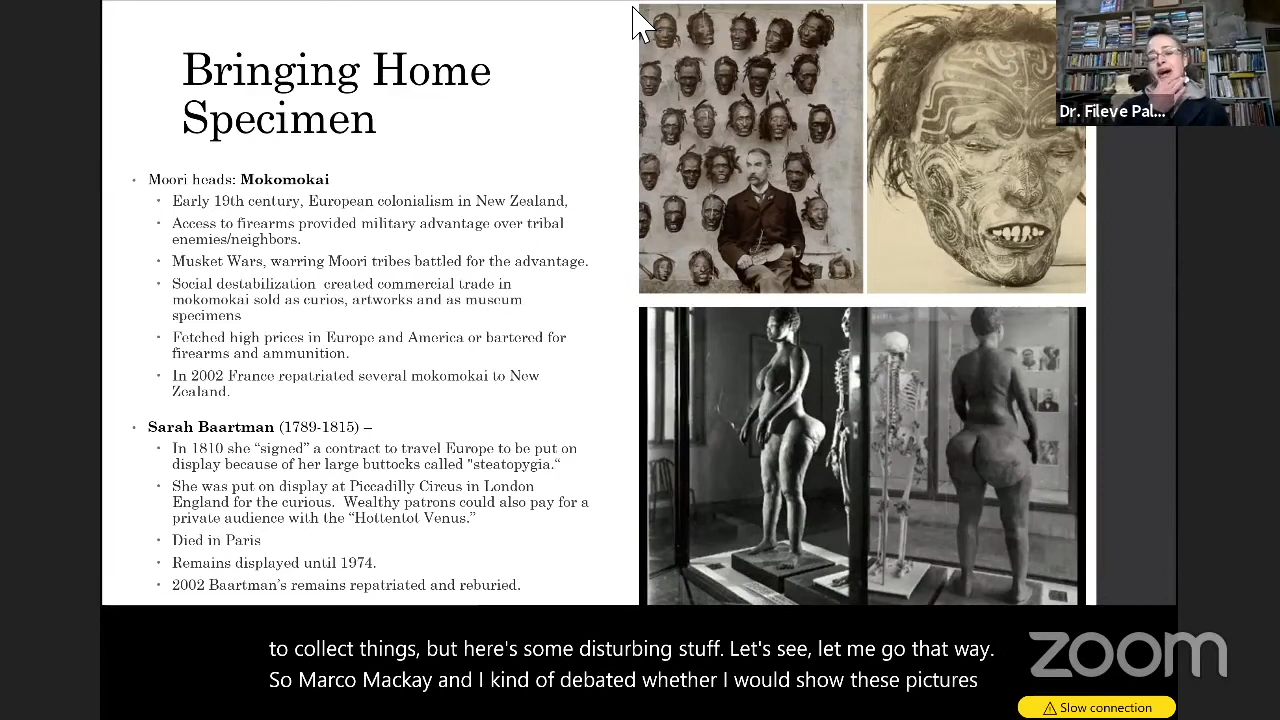 Bringing Home
Specimen
Moori heads: Mokomokai
Early 19th century, European colonialism in New Zealand,
Access to firearms provided military advantage over tribal
enemies/neighbors.
Musket Wars, warring Moori tribes battled for the advantage.
Social destabilization created commercial trade in
mokomokai sold as curios, artworks and as museum
specimens
Fetched high prices in Europe and America or bartered for
firearms and ammunition.
In 2002 France repatriated several mokomokai to New
Zealand.
Sarah Baartman (1789-1815) –
In 1810 she “signed” a contract to travel Europe to be put on
display because of her large buttocks called "steatopygia.“
She was put on display at Piccadilly Circus in London
England for the curious. Wealthy patrons could also pay for a
private audience with the “Hottentot Venus.”
Died in Paris
Remains displayed until 1974.
2002 Baartman’s remains repatriated and reburied.
Dr. Fileve Pal...
to collect things, but here's some disturbing stuff. Let's see, let me go that way.
So Marco Mackay and I kind of debated whether I would show these pictures
zoom
Slow connection